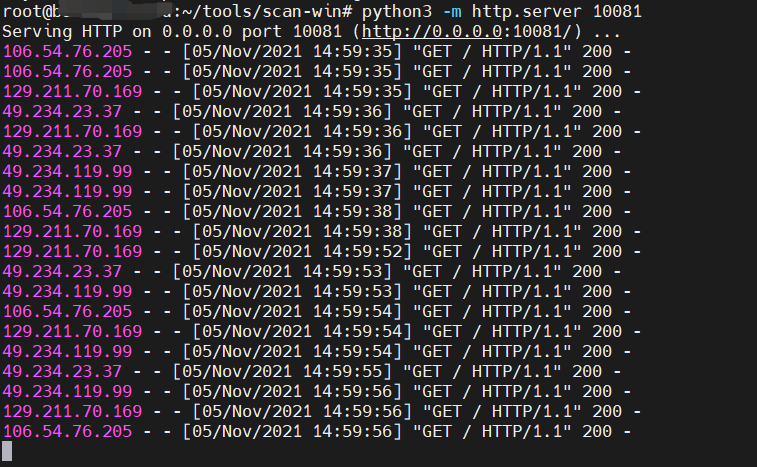 root@b :~/tools/scan-win# python3 -m http.server 10081
Serving HTTP on 0.0.0.0 port 10081 (http://0.0.0.0:10081/) ...
106.54.76.205 - - [05/Nov/2021 14:59:35] "GET / HTTP/1.1" 200 -
106.54.76.205 - - [05/Nov/2021 14:59:35] "GET / HTTP/1.1" 200 -
129.211.70.169 - - [05/Nov/2021 14:59:35] "GET / HTTP/1.1" 200 -
49.234.23.37 - - [05/Nov/2021 14:59:36] "GET / HTTP/1.1" 200 -
129.211.70.169 - - [05/Nov/2021 14:59:36] "GET / HTTP/1.1" 200 -
49.234.23.37 - - [05/Nov/2021 14:59:36] "GET / HTTP/1.1" 200 -
49.234.119.99 - - [05/Nov/2021 14:59:37] "GET / HTTP/1.1" 200 -
49.234.119.99 - - [05/Nov/2021 14:59:37] "GET / HTTP/1.1" 200 -
106.54.76.205 - - [05/Nov/2021 14:59:38] "GET / HTTP/1.1" 200 -
129.211.70.169 - - [05/Nov/2021 14:59:38] "GET / HTTP/1.1" 200 -
129.211.70.169 - - [05/Nov/2021 14:59:52] "GET / HTTP/1.1" 200 -
49.234.23.37 - - [05/Nov/2021 14:59:53] "GET / HTTP/1.1" 200 -
49.234.119.99 - - [05/Nov/2021 14:59:53] "GET / HTTP/1.1" 200 -
106.54.76.205 - - [05/Nov/2021 14:59:54] "GET / HTTP/1.1" 200 -
129.211.70.169 - - [05/Nov/2021 14:59:54] "GET / HTTP/1.1" 200 -
49.234.119.99 - - [05/Nov/2021 14:59:54] "GET / HTTP/1.1" 200 -
49.234.23.37 - - [05/Nov/2021 14:59:55] "GET / HTTP/1.1" 200 -
49.234.119.99 - - [05/Nov/2021 14:59:56] "GET / HTTP/1.1" 200 -
129.211.70.169 - - [05/Nov/2021 14:59:56] "GET / HTTP/1.1" 200 -
106.54.76.205 - - [05/Nov/2021 14:59:56] "GET / HTTP/1.1" 200 -